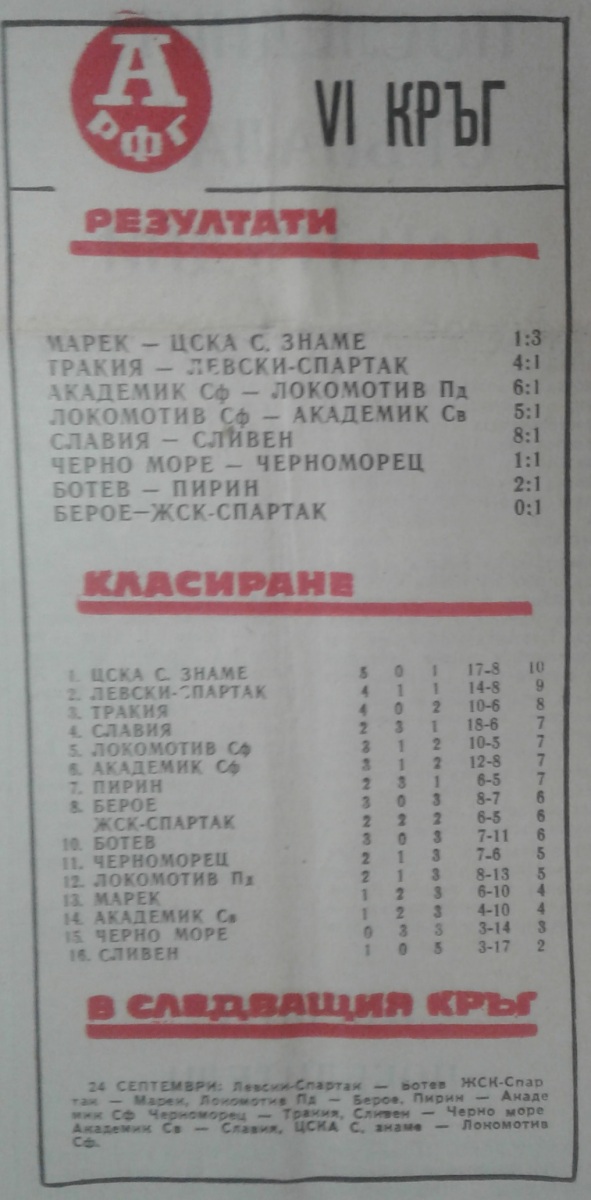 А
РФГ
VI КРЪГ
РЕЗУЛТАТИ
МАРЕК — ЦСКА С. ЗНАМЕ 1:3
ТРАКИЯ — ЛЕВСКИ-СПАРТАК 4:1
АКАДЕМИК Сф — ЛОКОМОТИВ Пд 6:1
ЛОКОМОТИВ Сф — АКАДЕМИК Св 5:1
СЛАВИЯ — СЛИВЕН 8:1
ЧЕРНО МОРЕ — ЧЕРНОМОРЕЦ 1:1
БОТЕВ — ПИРИН 2:1
БЕРОЕ—ЖСК-СПАРТАК 0:1
КЛАСИРАНЕ
1. ЦСКА С. ЗНАМЕ 5 0 1 17-8 10
2. ЛЕВСКИ-СПАРТАК 4 1 1 14-8 9
3. ТРАКИЯ 4 0 2 10-6 8
4. СЛАВИЯ 2 3 1 18-6 7
5. ЛОКОМОТИВ Сф 3 1 2 10-5 7
6. АКАДЕМИК Сф 3 1 2 12-8 7
7. ПИРИН 2 3 1 6-5 7
8. БЕРОЕ 3 0 3 8-7 6
ЖСК-СПАРТАК 2 2 2 6-5 6
10. БОТЕВ 3 0 3 7-11 6
11. ЧЕРНОМОРЕЦ 2 1 3 7-6 5
12. ЛОКОМОТИВ Пд 2 1 3 8-13 5
13. МАРЕК 1 2 3 6-10 4
14. АКАДЕМИК Св 1 2 3 4-10 4
15. ЧЕРНО МОРЕ 0 3 3 3-14 3
16. СЛИВЕН 1 0 5 3-17 2
В СЛЕДВАЩИЯ КРЪГ
24 СЕПТЕМВРИ: Левски-Спартак — Ботев ЖСК-Спар
так — Марек, Локомотив Пд — Берое, Пирин — Акаде
мик Сф Черноморец — Тракия, Сливен — Черно море
Академик Св — Славия, ЦСКА С. знаме — Локомотив
Сф.